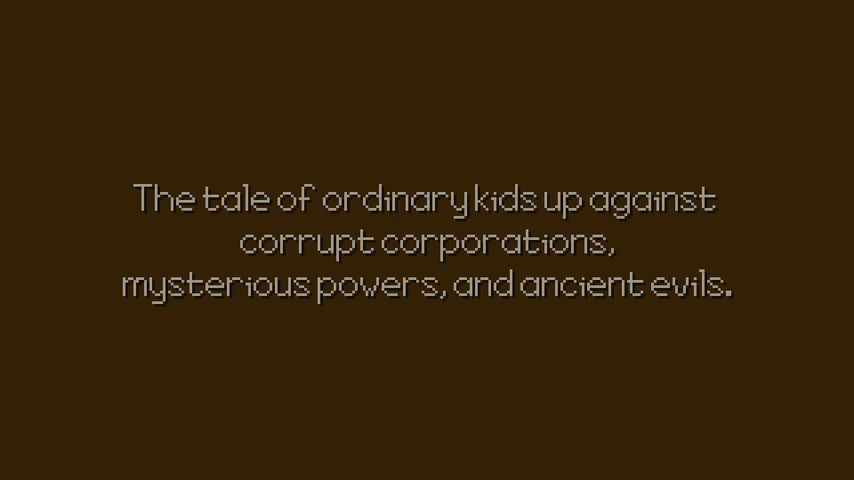 The tale of ordinary kids up against
corrupt corporations,
mysterious powers, and ancient evils.